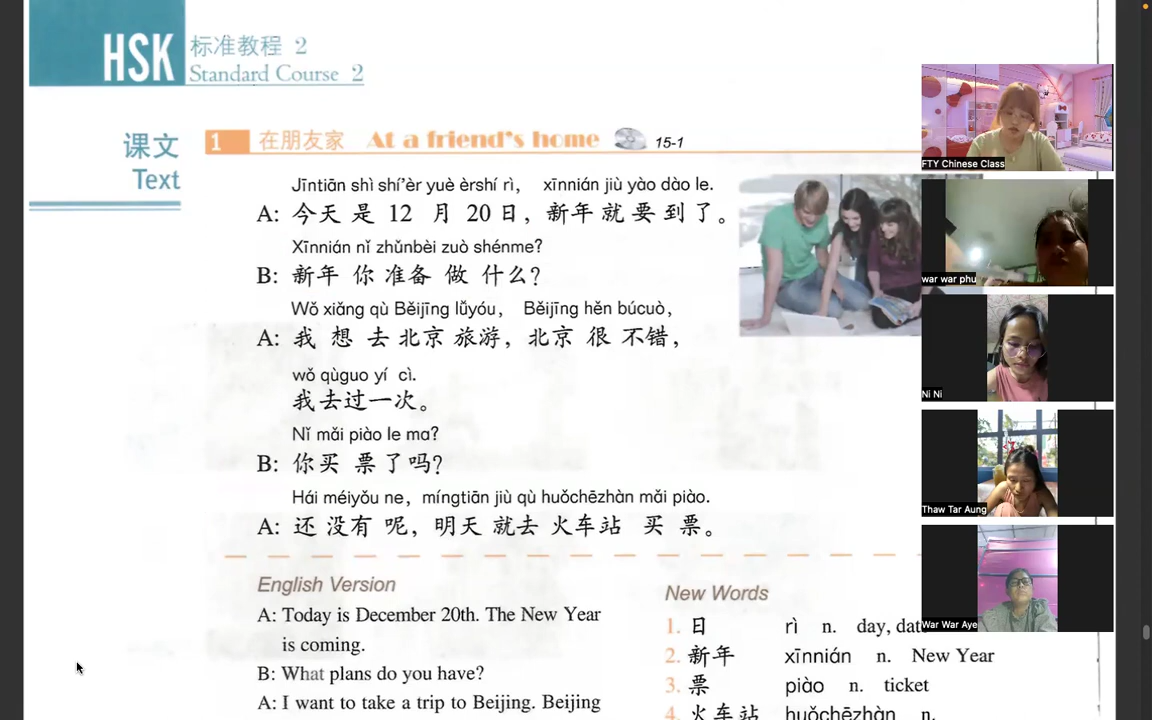 HSK
标准教程 2
Standard Course 2
课文
Text
1 在朋友家 At a friend's home 15-1
Jīntiān shì shí'èr yuè èrshí rì, xīnnián jiù yào dào le.
A: 今天是 12 月 20 日，新年就要到了。
Xīnnián nǐ zhǔnbèi zuò shénme?
B: 新年你准备做什么？
Wǒ xiǎng qù Běijīng lǚyóu, Běijīng hěn búcuò,
A: 我想去北京旅游，北京很不错，
wǒ qùguo yí cì.
我去过一次。
Nǐ mǎi piào le ma?
B: 你买票了吗？
Hái méiyǒu ne, míngtiān jiù qù huǒchēzhàn mǎi piào.
A: 还没有呢，明天就去火车站买票。
English Version
A: Today is December 20th. The New Year
is coming.
B: What plans do you have?
A: I want to take a trip to Beijing. Beijing
New Words
1. 日 rì n. day, date
2. 新年 xīnnián n. New Year
3. 票 piào n. ticket
4. 火车站 huǒchēzhàn n.
FTY Chinese Class
war war phu
Ni Ni
Thaw Tar Aung
War War Aye